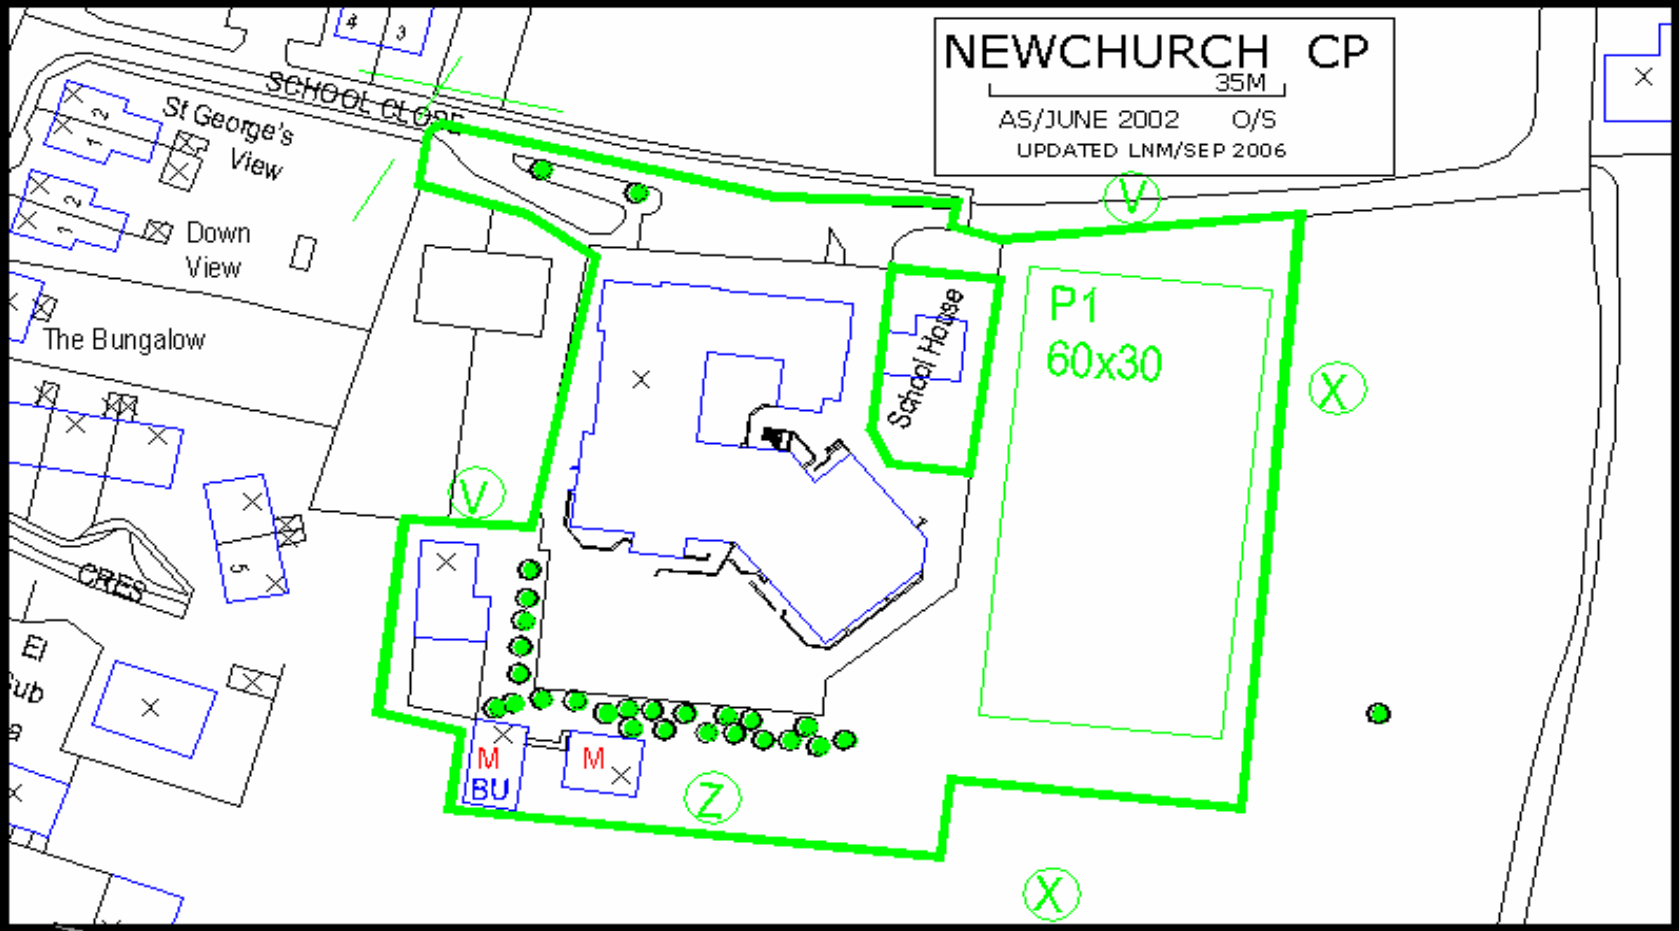 NEWCHURCH CP
35M
AS/JUNE 2002 O/S
UPDATED LNM/SEP 2006
4
3
SCHOOL CLOSE
St George's
View
2
1
2
1
Down
View
The Bungalow
V
School House
P1
60x30
X
V
5
CRES
El
M
BU
M
Z
X